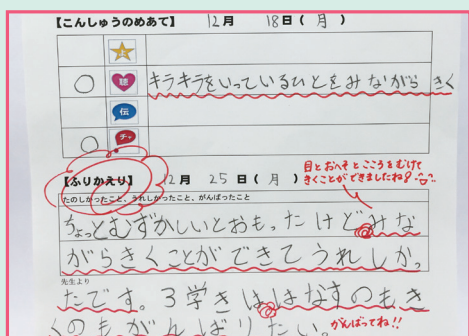 【こんしゅうのめあて】 12月 18日(月)
主
○ 聴 キラキラをいっているひとをみながらきく
伝
○ チャ
【ふりかえり】 12月 25日(月)
目とおへそとこころをむけて
きくことができましたね!
たのしかったこと、うれしかったこと、がんばったこと
ちょっとむずかしいとおもったけどみな
がらきくことができてうれしかっ
先生より
たです。3学きははなすのもき
くのもがんばりたい。
がんばってね!!